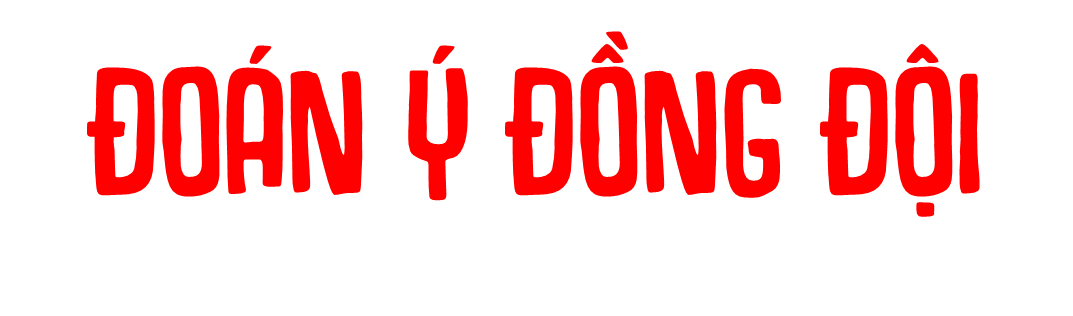 ĐOÁN Ý ĐỒNG ĐỘI